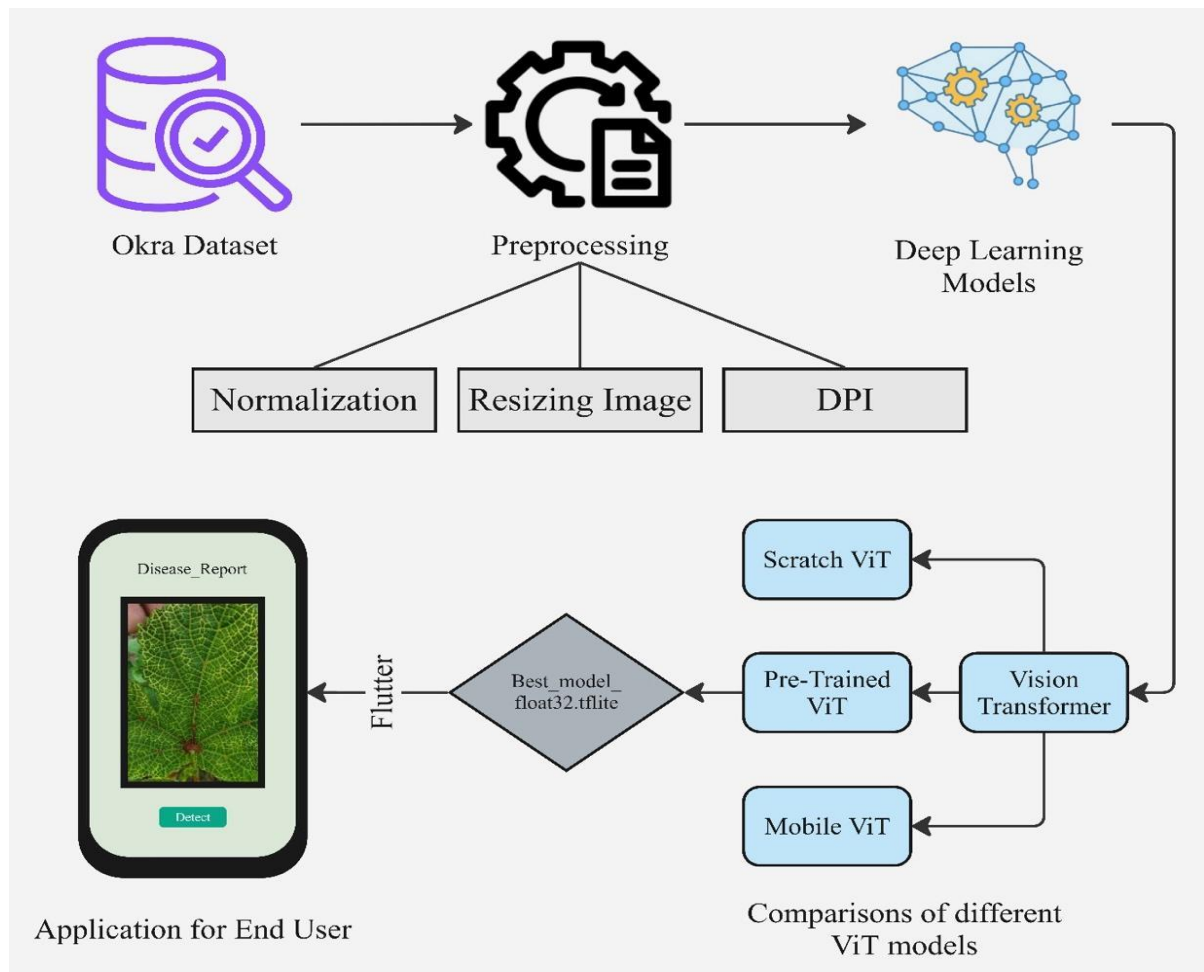 Okra Dataset
Preprocessing
Deep Learning
Models
Normalization
Resizing Image
DPI
Disease_Report
Detect
Flutter
Best_model_
float32.tflite
Scratch ViT
Pre-Trained
ViT
Mobile ViT
Vision
Transformer
Application for End User
Comparisons of different
ViT models